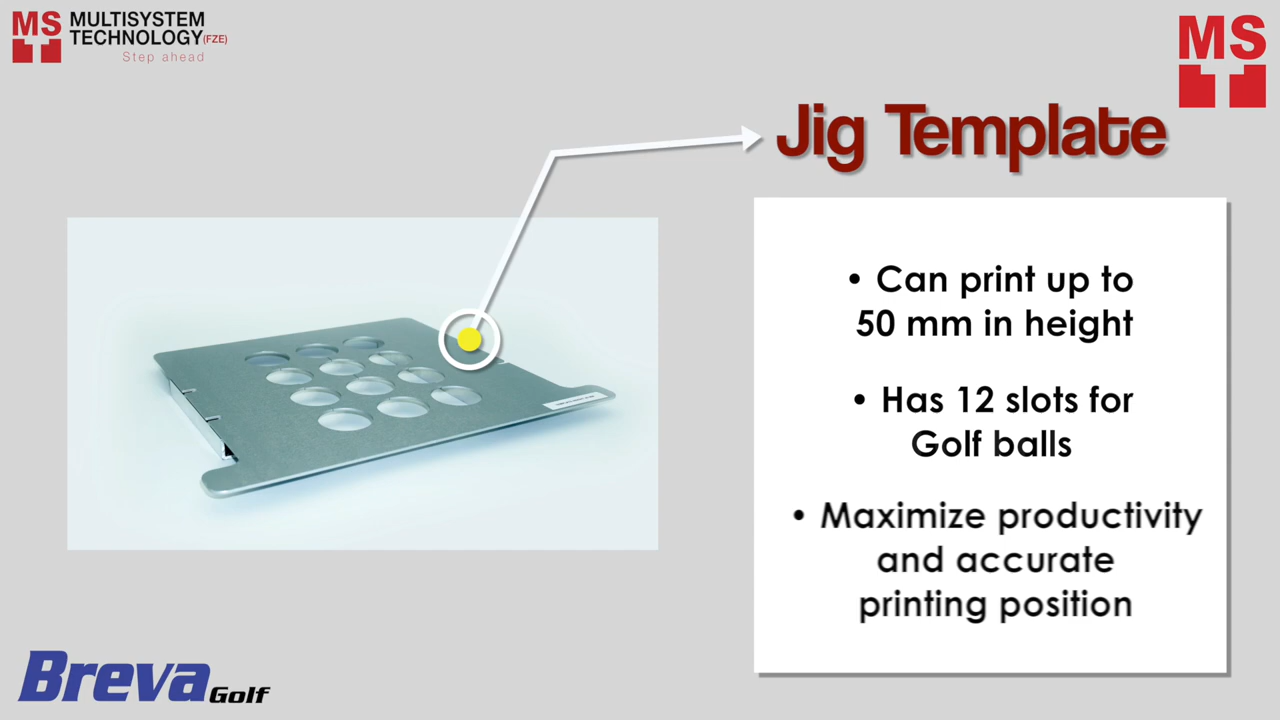 MS
MULTISYSTEM
TECHNOLOGY(FZE)
Step ahead
MS
Jig Template
• Can print up to
50 mm in height
• Has 12 slots for
Golf balls
• Maximize productivity
and accurate
printing position
Breva Golf